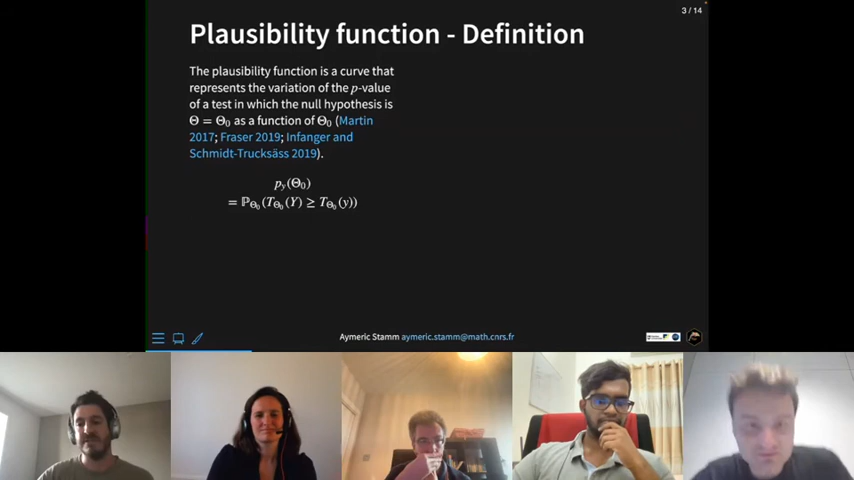 3 / 14
Plausibility function - Definition
The plausibility function is a curve that
represents the variation of the p-value
of a test in which the null hypothesis is
Θ = Θ₀ as a function of Θ₀ (Martin
2017; Fraser 2019; Infanger and
Schmidt-Trucksäss 2019).
pᵧ(Θ₀)
= ℙ_Θ₀(T_Θ₀(Y) ≥ T_Θ₀(y))
Aymeric Stamm aymeric.stamm@math.cnrs.fr